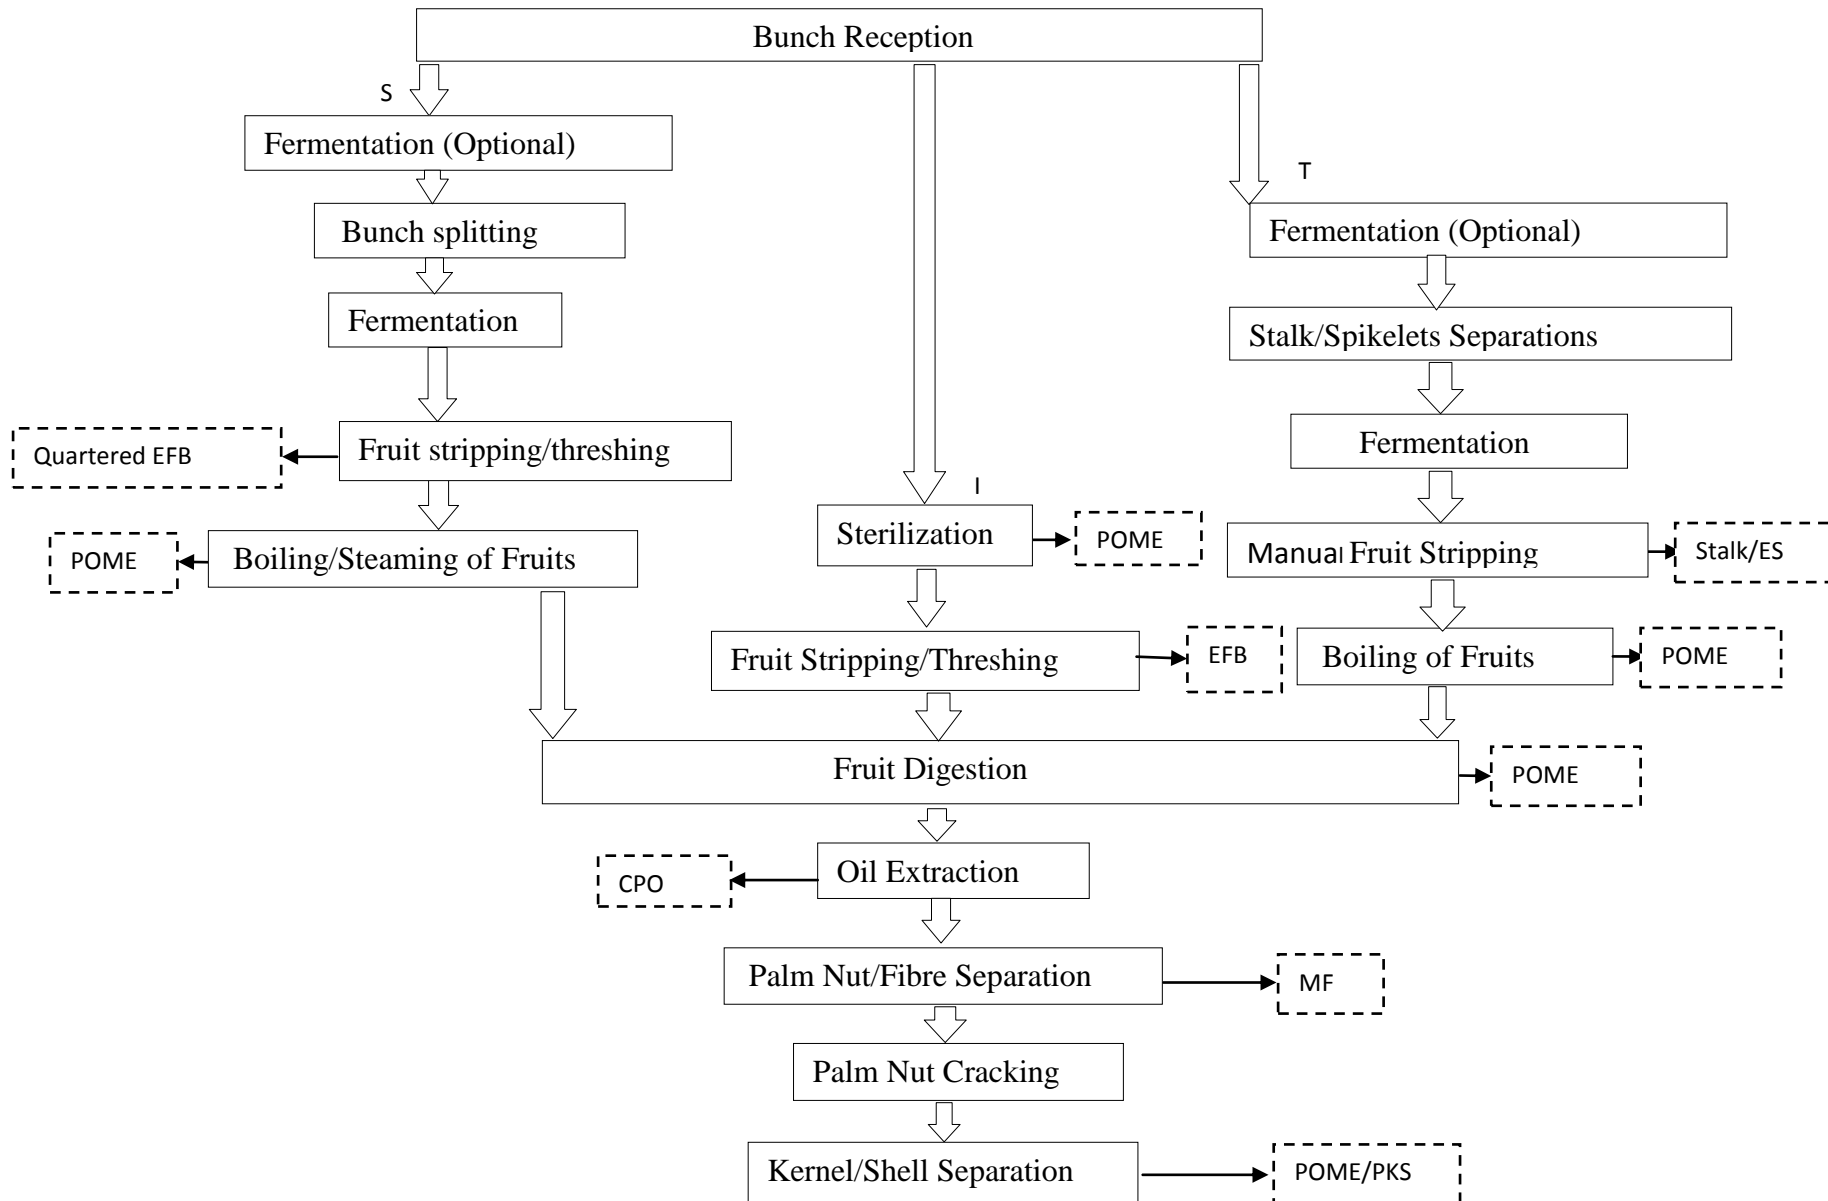 Bunch Reception
S
Fermentation (Optional)
T
Bunch splitting
Fermentation (Optional)
Fermentation
Stalk/Spikelets Separations
Quartered EFB
Fruit stripping/threshing
Fermentation
I
POME
Boiling/Steaming of Fruits
Sterilization
POME
Manual Fruit Stripping
Stalk/ES
Fruit Stripping/Threshing
EFB
Boiling of Fruits
POME
Fruit Digestion
POME
CPO
Oil Extraction
Palm Nut/Fibre Separation
MF
Palm Nut Cracking
Kernel/Shell Separation
POME/PKS